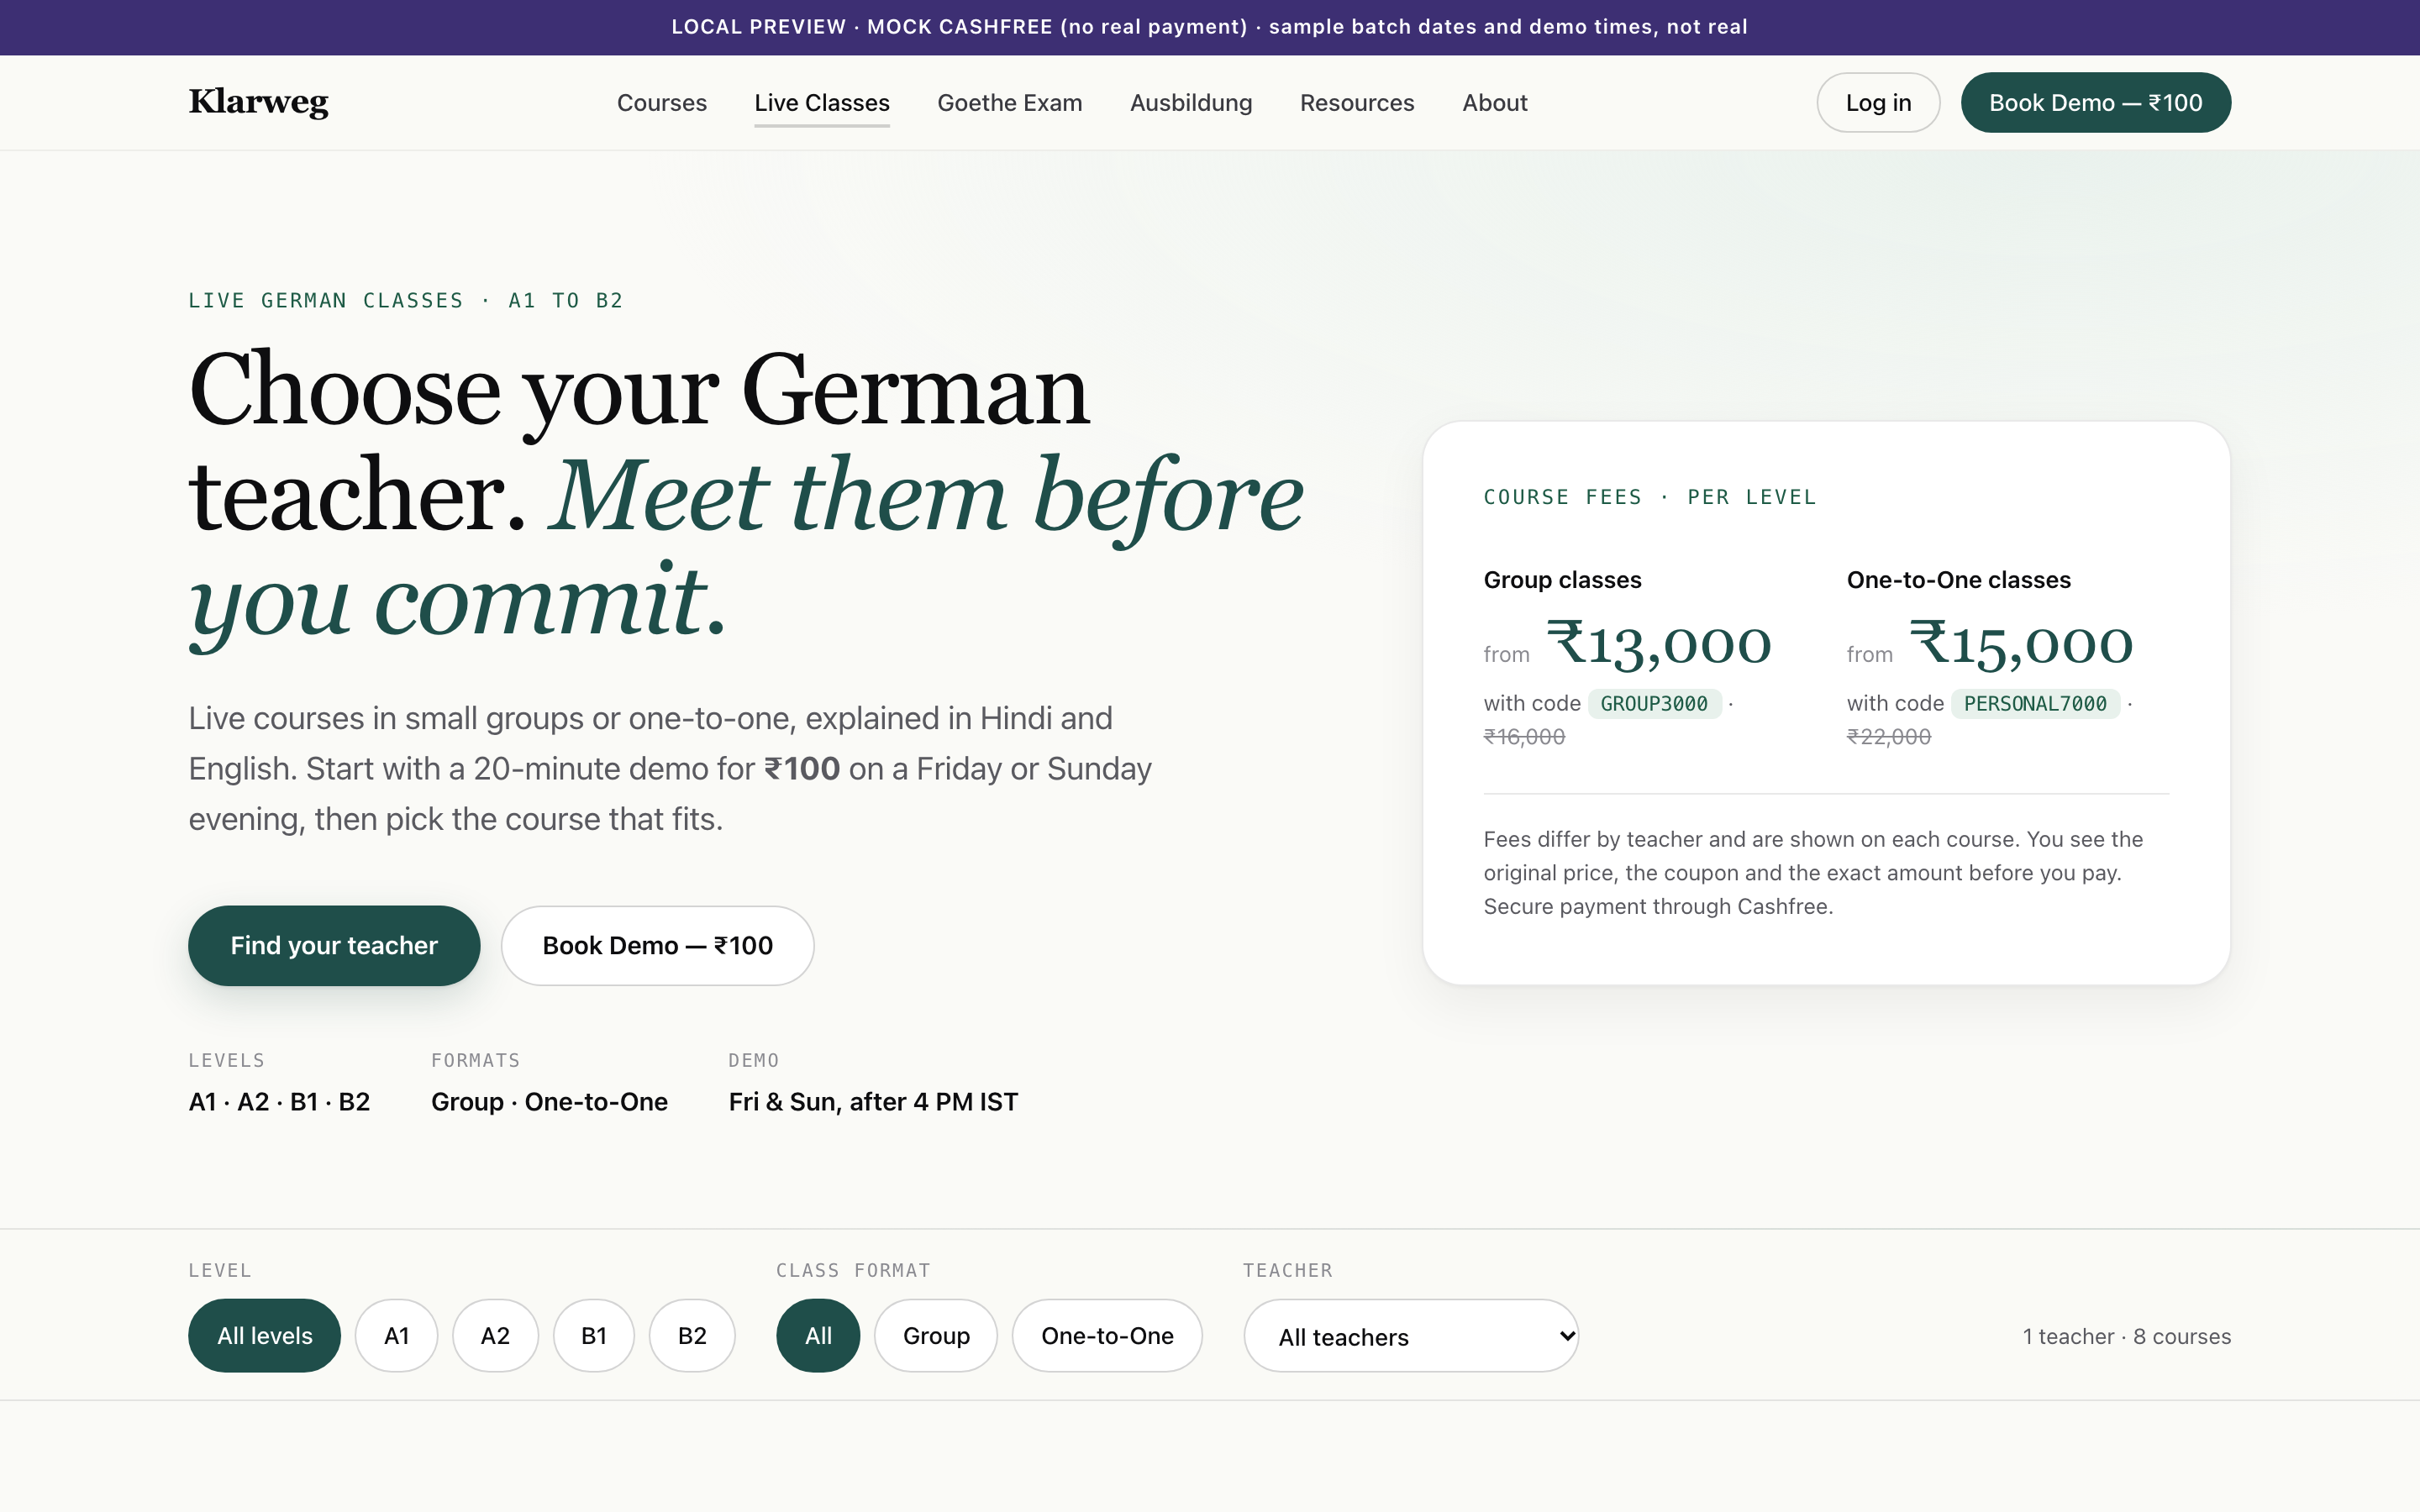 LOCAL PREVIEW · MOCK CASHFREE (no real payment) · sample batch dates and demo times, not real
Klarweg
Courses
Live Classes
Goethe Exam
Ausbildung
Resources
About
Log in
Book Demo — ₹100
LIVE GERMAN CLASSES · A1 TO B2
Choose your German
teacher. Meet them before
you commit.
Live courses in small groups or one-to-one, explained in Hindi and
English. Start with a 20-minute demo for ₹100 on a Friday or Sunday
evening, then pick the course that fits.
Find your teacher
Book Demo — ₹100
LEVELS
A1 · A2 · B1 · B2
FORMATS
Group · One-to-One
DEMO
Fri & Sun, after 4 PM IST
COURSE FEES · PER LEVEL
Group classes
from ₹13,000
with code GROUP3000 ·
₹16,000
One-to-One classes
from ₹15,000
with code PERSONAL7000 ·
₹22,000
Fees differ by teacher and are shown on each course. You see the
original price, the coupon and the exact amount before you pay.
Secure payment through Cashfree.
LEVEL
All levels
A1
A2
B1
B2
CLASS FORMAT
All
Group
One-to-One
TEACHER
All teachers
1 teacher · 8 courses